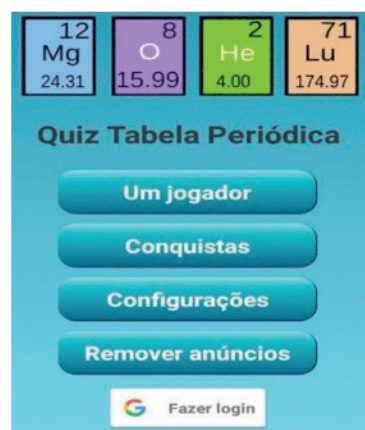 12 8 2 71
Mg O He Lu
24.31 15.99 4.00 174.97
Quiz Tabela Periódica
Um jogador
Conquistas
Configurações
Remover anúncios
G Fazer login